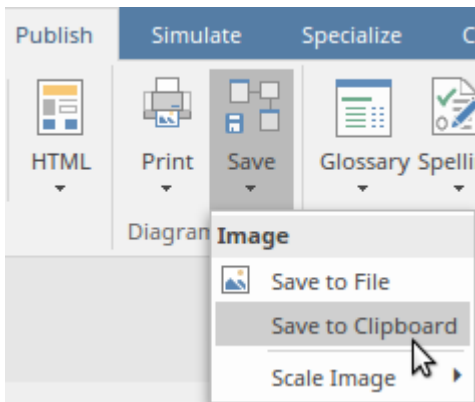 Publish Simulate Specialize
HTML Print Save Glossary
Image
Save to File
Save to Clipboard
Scale Image